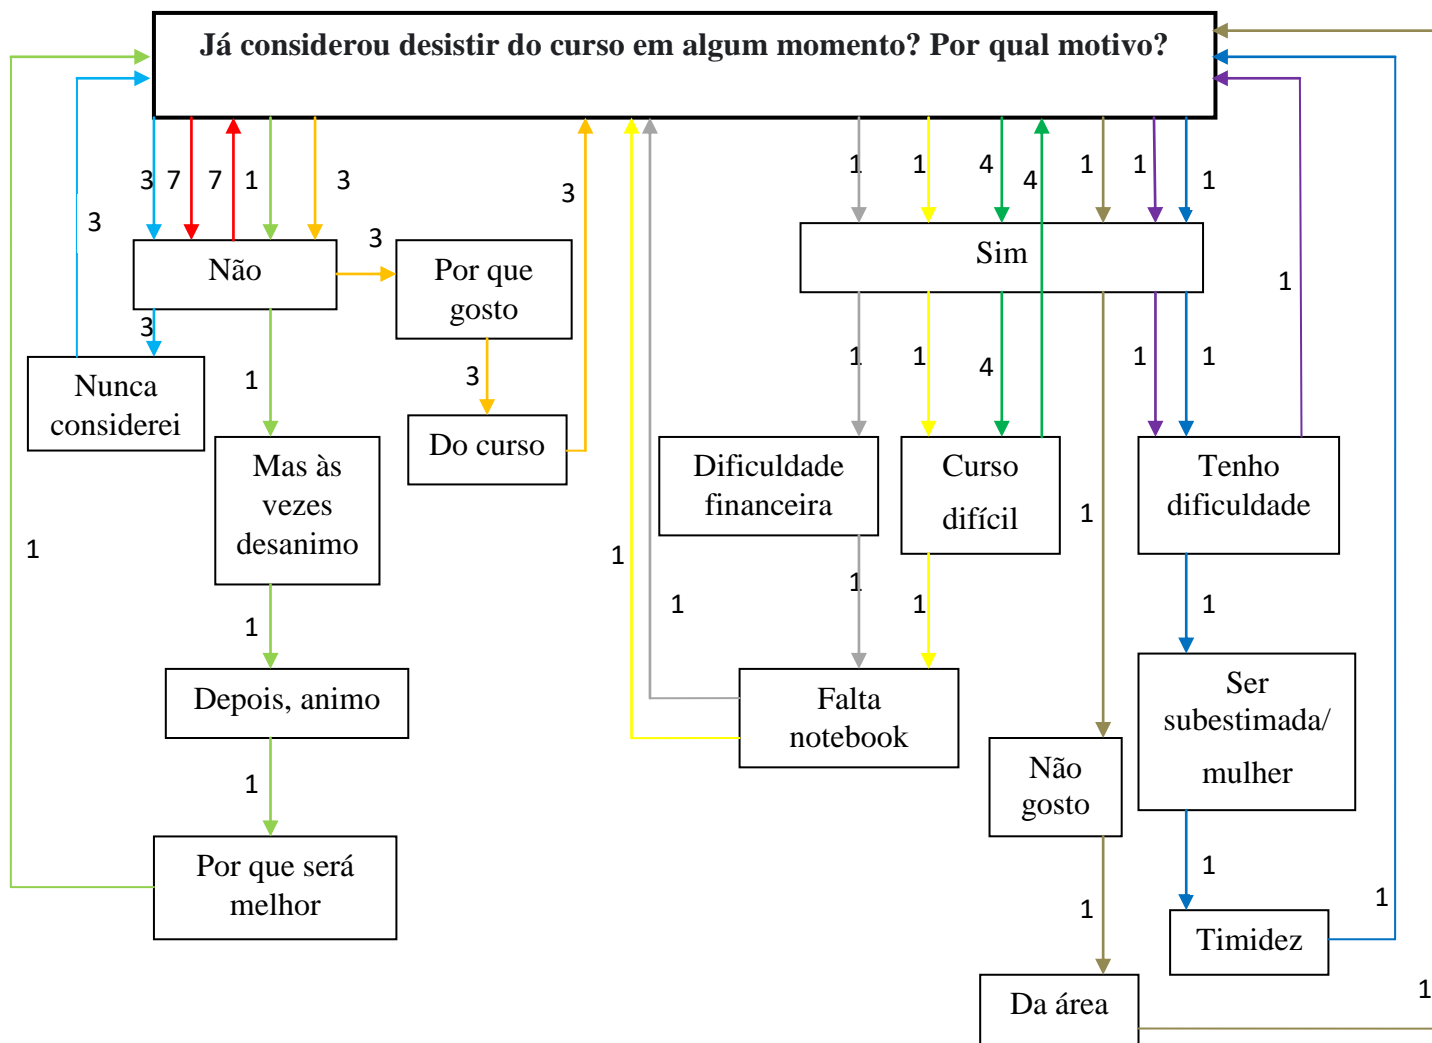 Já considerou desistir do curso em algum momento? Por qual motivo?
3
7
7
1
3
3
3
1
1
4
4
1
1
1
Não
3
Por que
gosto
Sim
1
3
Nunca
considerei
1
3
Do curso
1
1
4
1
1
Mas às
vezes
desanimo
Dificuldade
financeira
Curso
difícil
Tenho
dificuldade
1
1
1
1
1
1
1
1
1
Depois, animo
Falta
notebook
Ser
subestimada/
mulher
Não
gosto
1
Por que será
melhor
1
1
1
Timidez
Da área
1